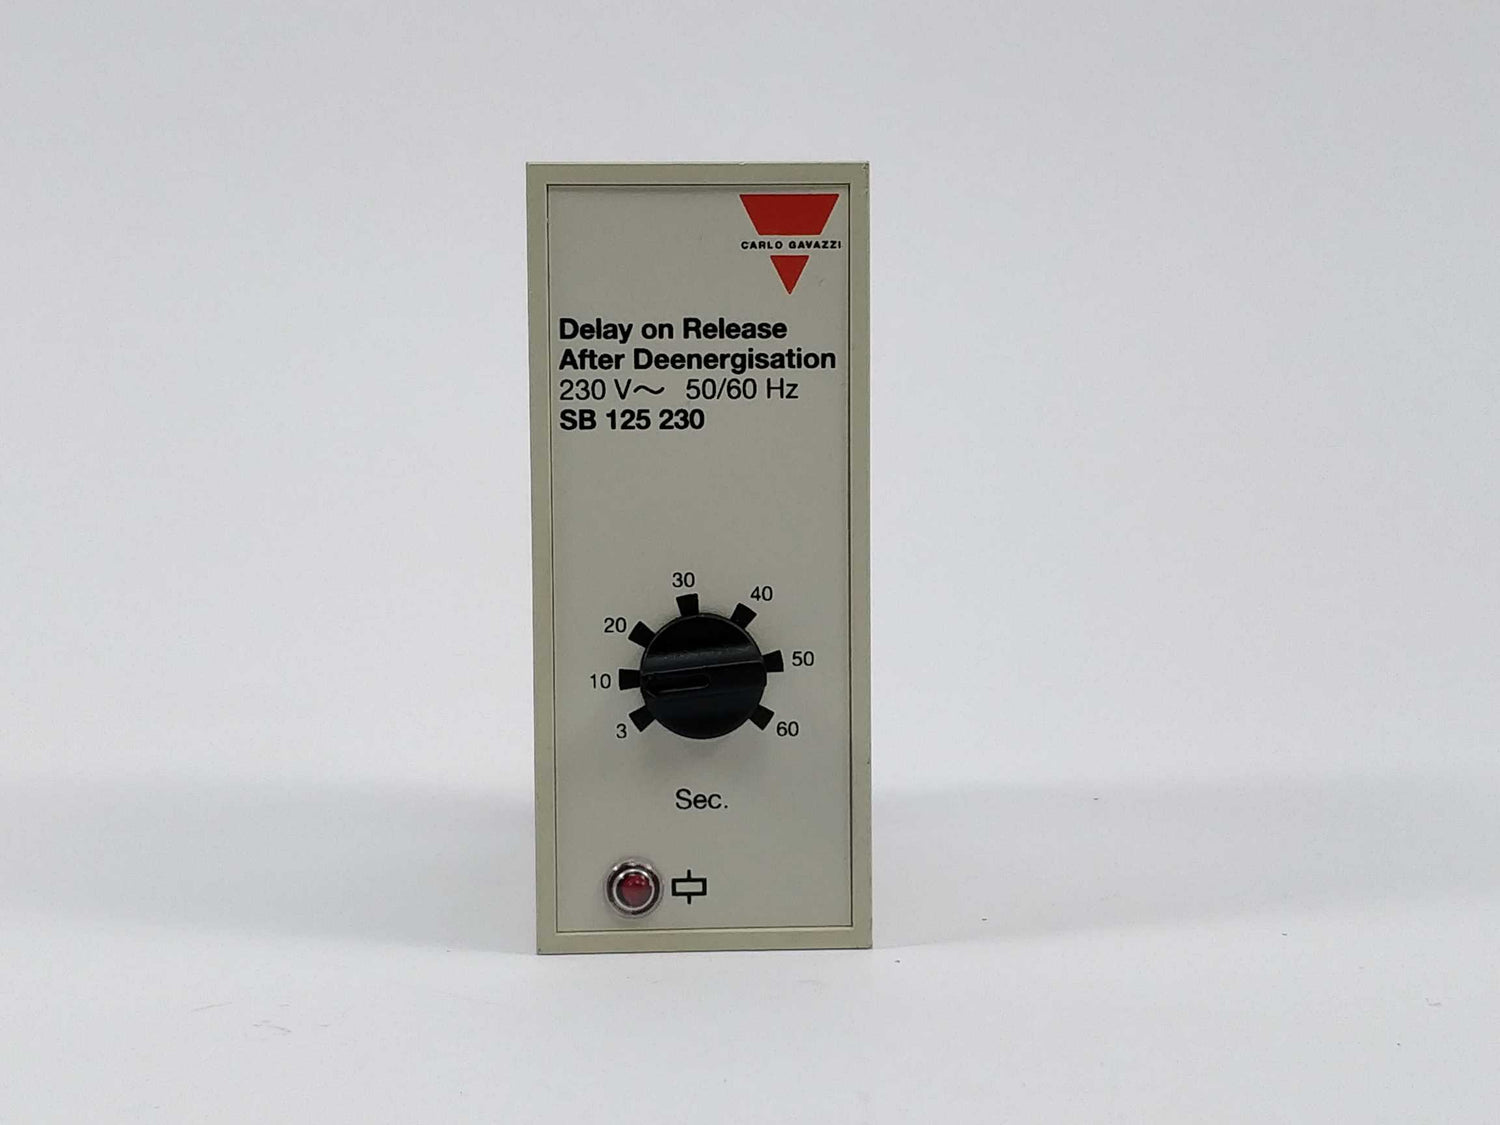 CARLO GAVAZZI
Delay on Release
After Deenergisation
230 V~ 50/60 Hz
SB 125 230
30
40
20
50
10
3
60
Sec.